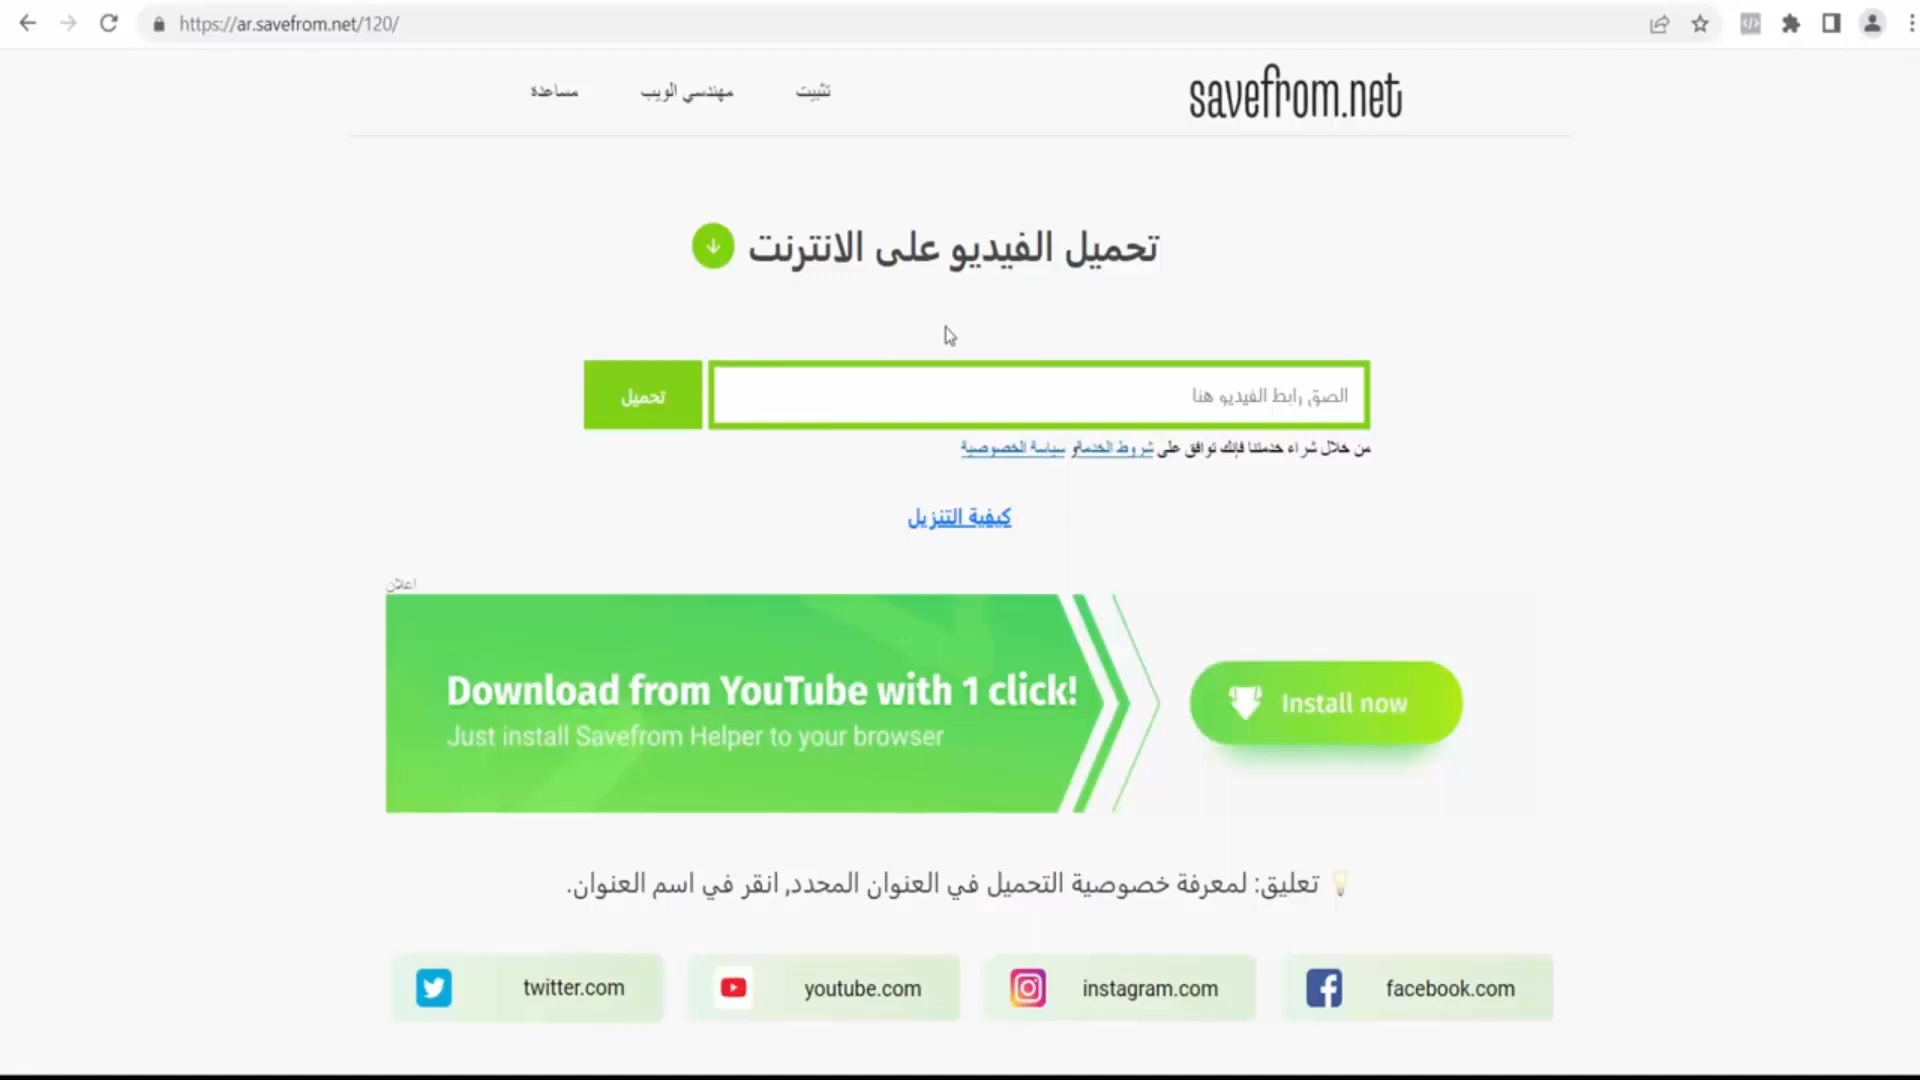 https://ar.savefrom.net/120/
savefrom.net
تثبيت
مهندسي الويب
مساعدة
تحميل الفيديو على الانترنت
الصق رابط الفيديو هنا
تحميل
من خلال شراء خدمتنا فإنك توافق على شروط الخدمة و سياسة الخصوصية
كيفية التنزيل
اعلان
Download from YouTube with 1 click!
Just install Savefrom Helper to your browser
Install now
تعليق: لمعرفة خصوصية التحميل في العنوان المحدد, انقر في اسم العنوان.
twitter.com
youtube.com
instagram.com
facebook.com